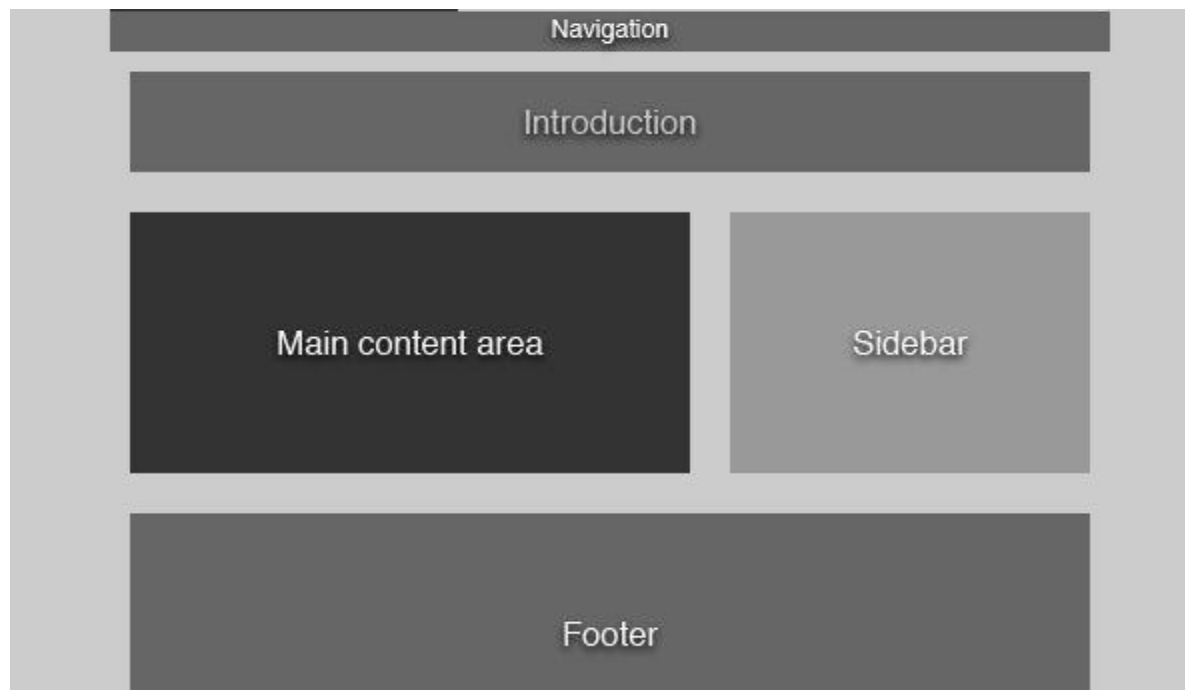 Navigation
Introduction
Main content area
Sidebar
Footer